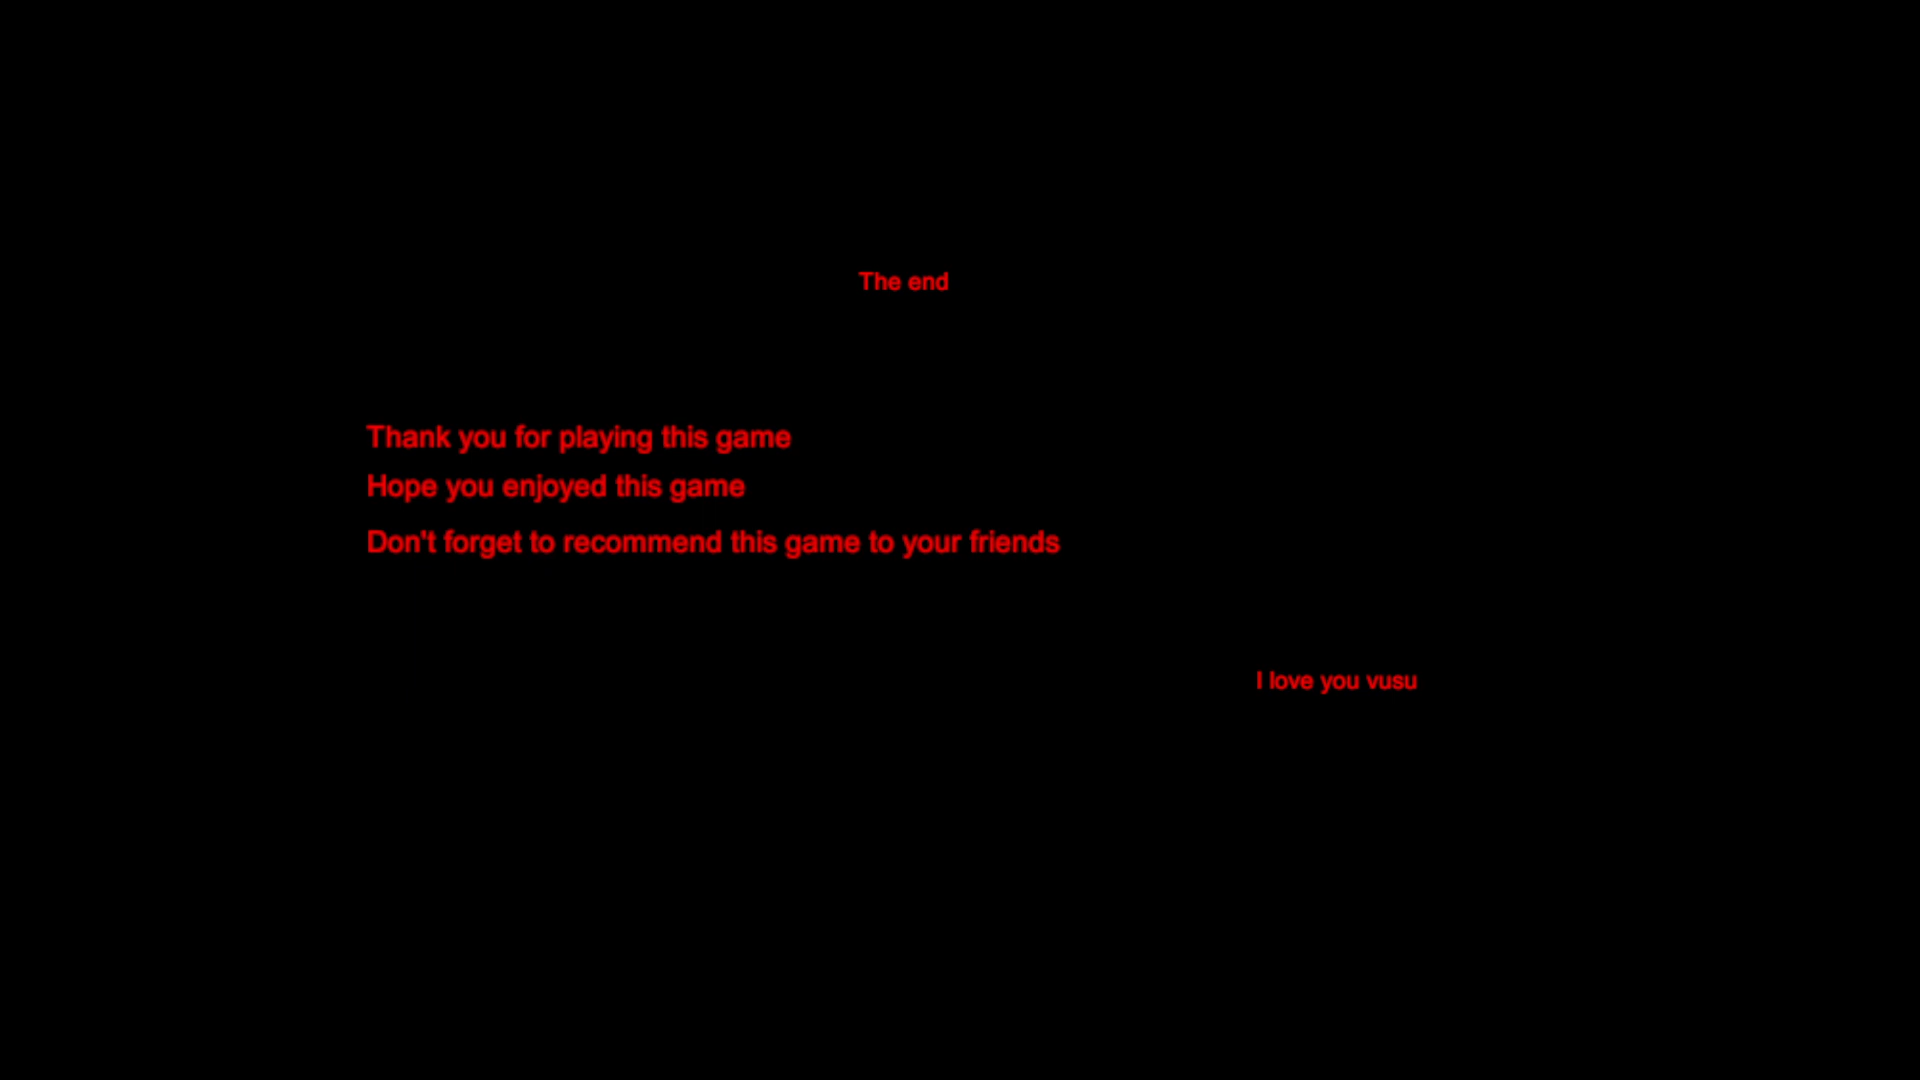 The end
Thank you for playing this game
Hope you enjoyed this game
Don't forget to recommend this game to your friends
I love you vusu